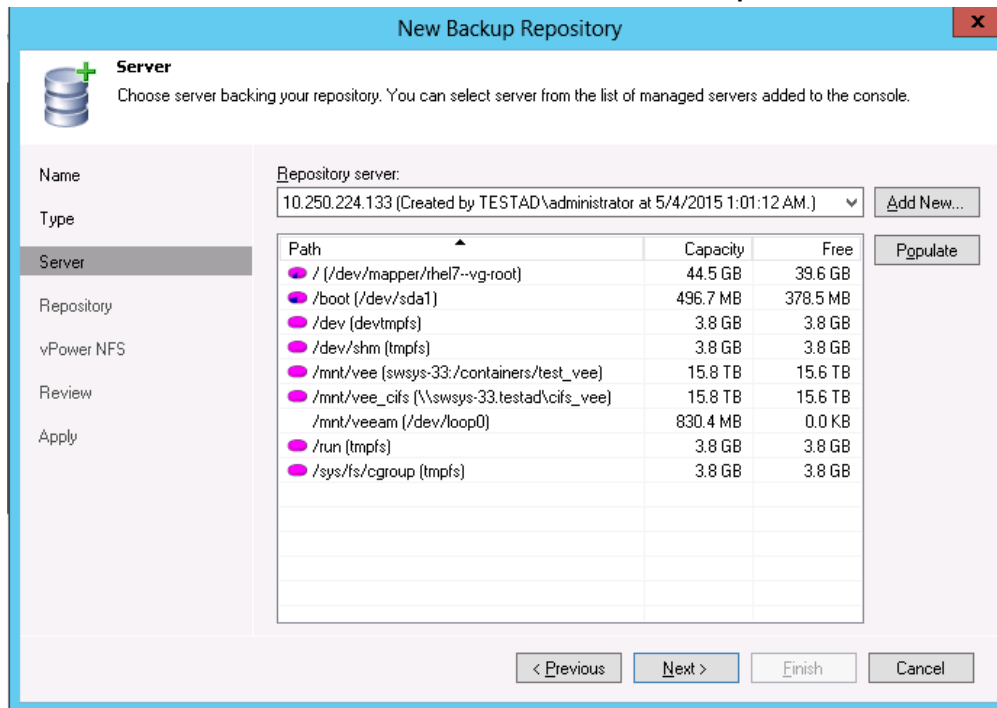 New Backup Repository
x
Server
Choose server backing your repository. You can select server from the list of managed servers added to the console.
Name
Type
Server
Repository
vPower NFS
Review
Apply
Repository server:
10.250.224.133 (Created by TESTAD\administrator at 5/4/2015 1:01:12 AM.)
Add New...
Path Capacity Free
Populate
/ (/dev/mapper/rhel7--vg-root) 44.5 GB 39.6 GB
/boot (/dev/sda1) 496.7 MB 378.5 MB
/dev (devtmpfs) 3.8 GB 3.8 GB
/dev/shm (tmpfs) 3.8 GB 3.8 GB
/mnt/vee (swsys-33:/containers/test_vee) 15.8 TB 15.6 TB
/mnt/vee_cifs (\\swsys-33.testad\cifs_vee) 15.8 TB 15.6 TB
/mnt/veeam (/dev/loop0) 830.4 MB 0.0 KB
/run (tmpfs) 3.8 GB 3.8 GB
/sys/fs/cgroup (tmpfs) 3.8 GB 3.8 GB
< Previous
Next >
Finish
Cancel